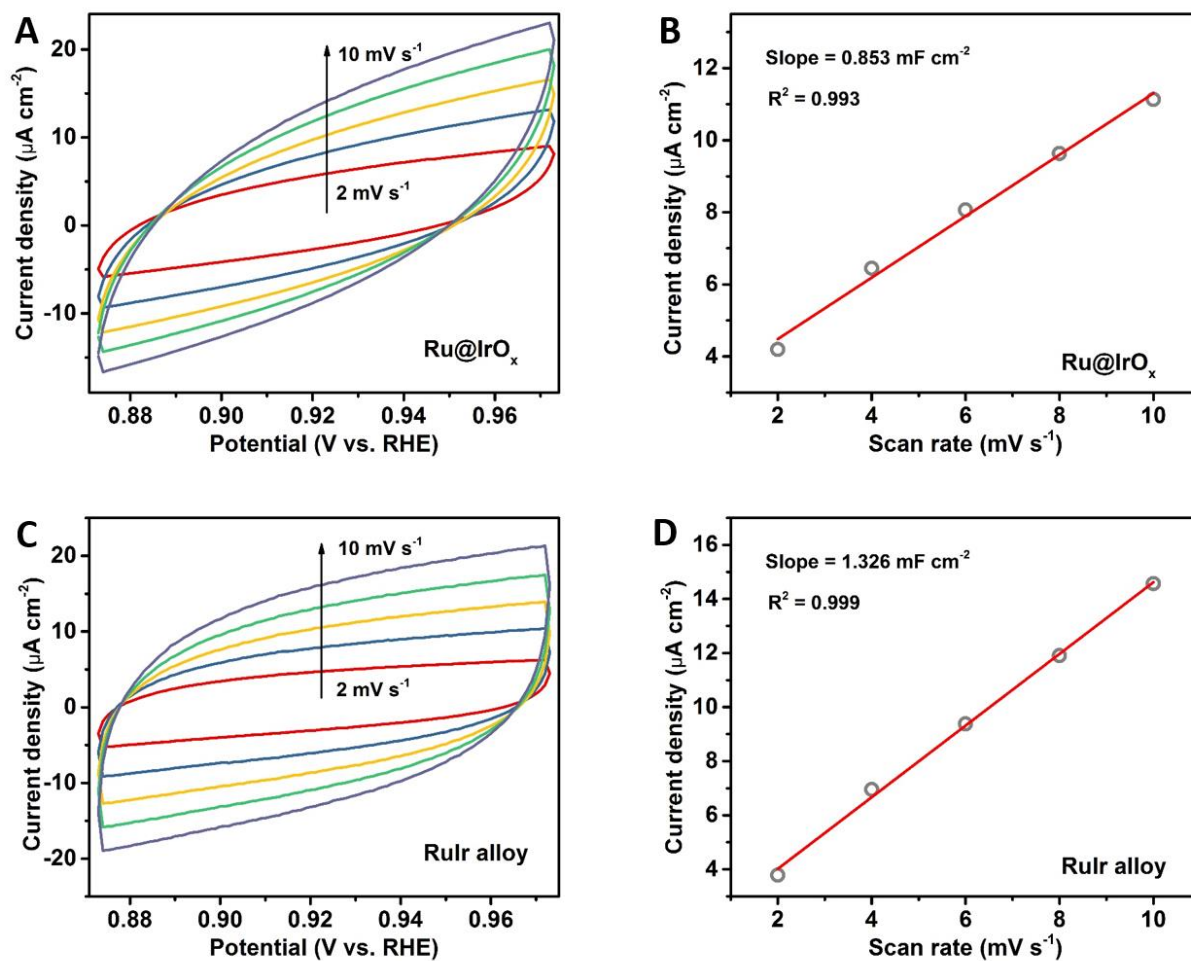 A
20
10
0
-10
10 mV s⁻¹
2 mV s⁻¹
Ru@IrOₓ
0.88 0.90 0.92 0.94 0.96
Potential (V vs. RHE)
Current density (µA cm⁻²)
B
12
10
8
6
4
Slope = 0.853 mF cm⁻²
R² = 0.993
Ru@IrOₓ
2 4 6 8 10
Scan rate (mV s⁻¹)
Current density (µA cm⁻²)
C
20
10
0
-10
-20
10 mV s⁻¹
2 mV s⁻¹
RuIr alloy
0.88 0.90 0.92 0.94 0.96
Potential (V vs. RHE)
Current density (µA cm⁻²)
D
16
14
12
10
8
6
4
Slope = 1.326 mF cm⁻²
R² = 0.999
RuIr alloy
2 4 6 8 10
Scan rate (mV s⁻¹)
Current density (µA cm⁻²)